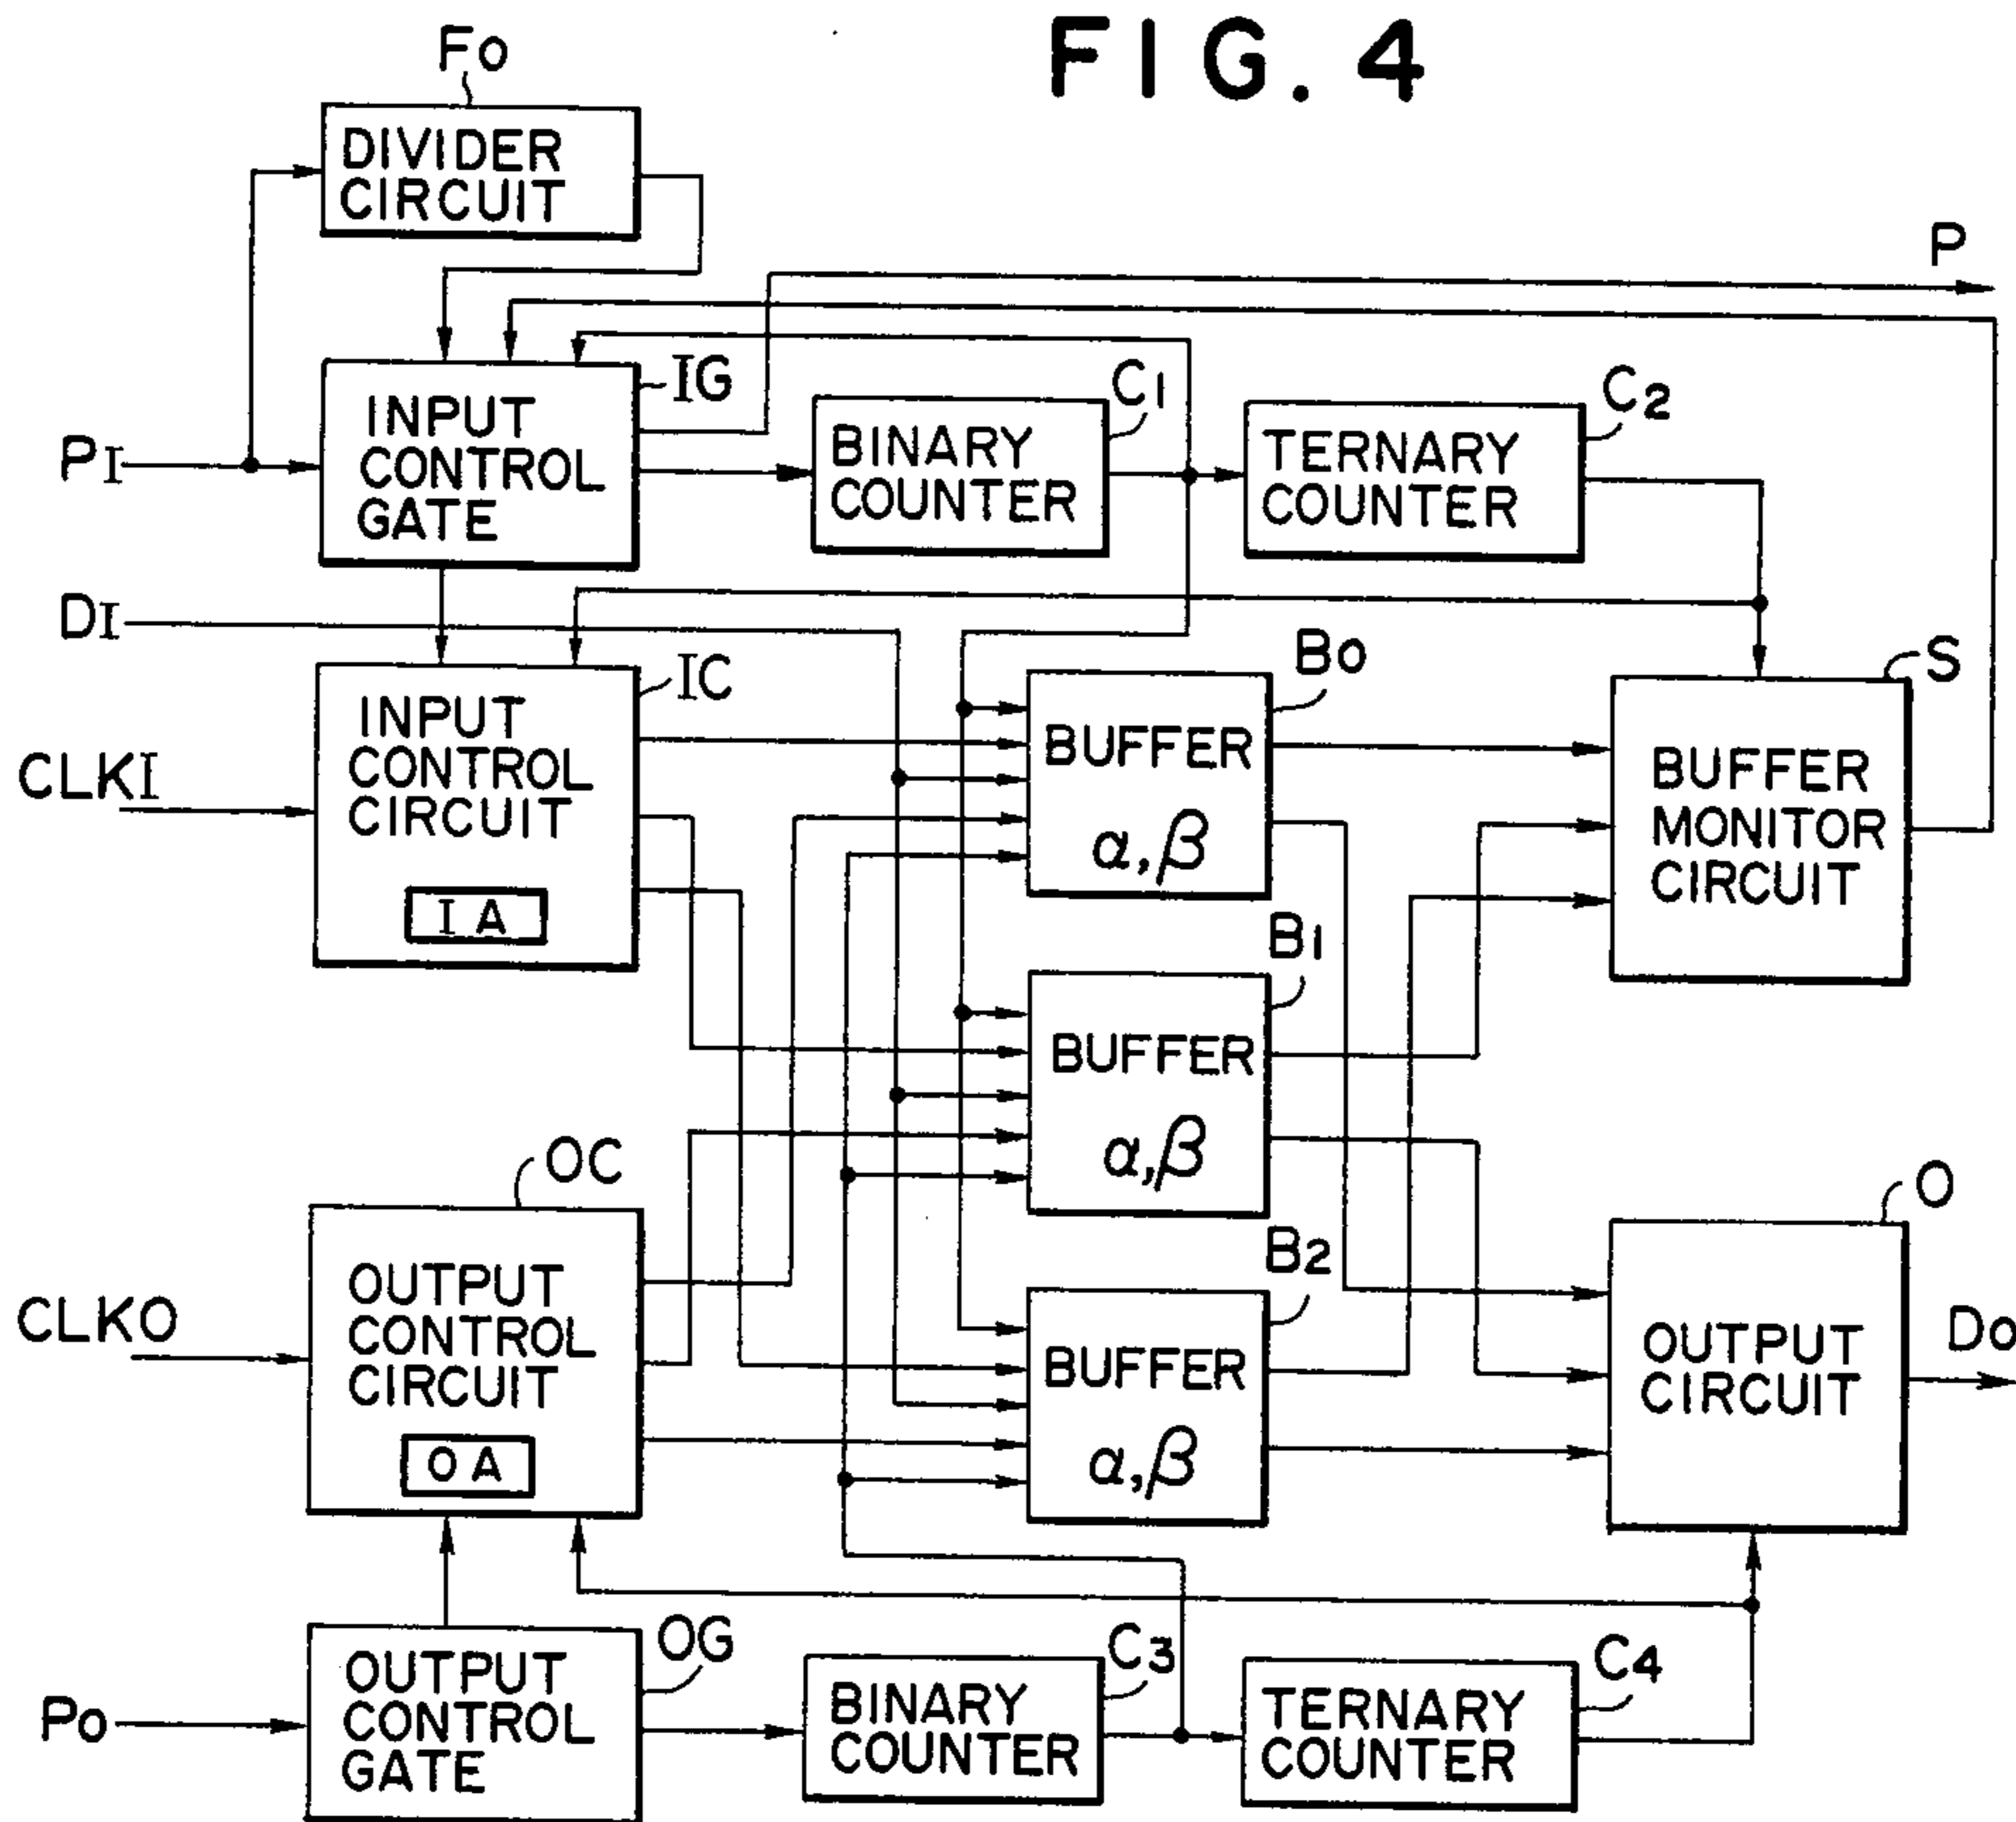 FIG. 4
Fo
DIVIDER
CIRCUIT
P
IG
INPUT
CONTROL
GATE
PI
C1
BINARY
COUNTER
C2
TERNARY
COUNTER
DI
IC
INPUT
CONTROL
CIRCUIT
IA
CLKI
Bo
BUFFER
α,β
S
BUFFER
MONITOR
CIRCUIT
B1
BUFFER
α,β
OC
OUTPUT
CONTROL
CIRCUIT
OA
CLKO
B2
BUFFER
α,β
O
OUTPUT
CIRCUIT
Do
OG
OUTPUT
CONTROL
GATE
Po
C3
BINARY
COUNTER
C4
TERNARY
COUNTER